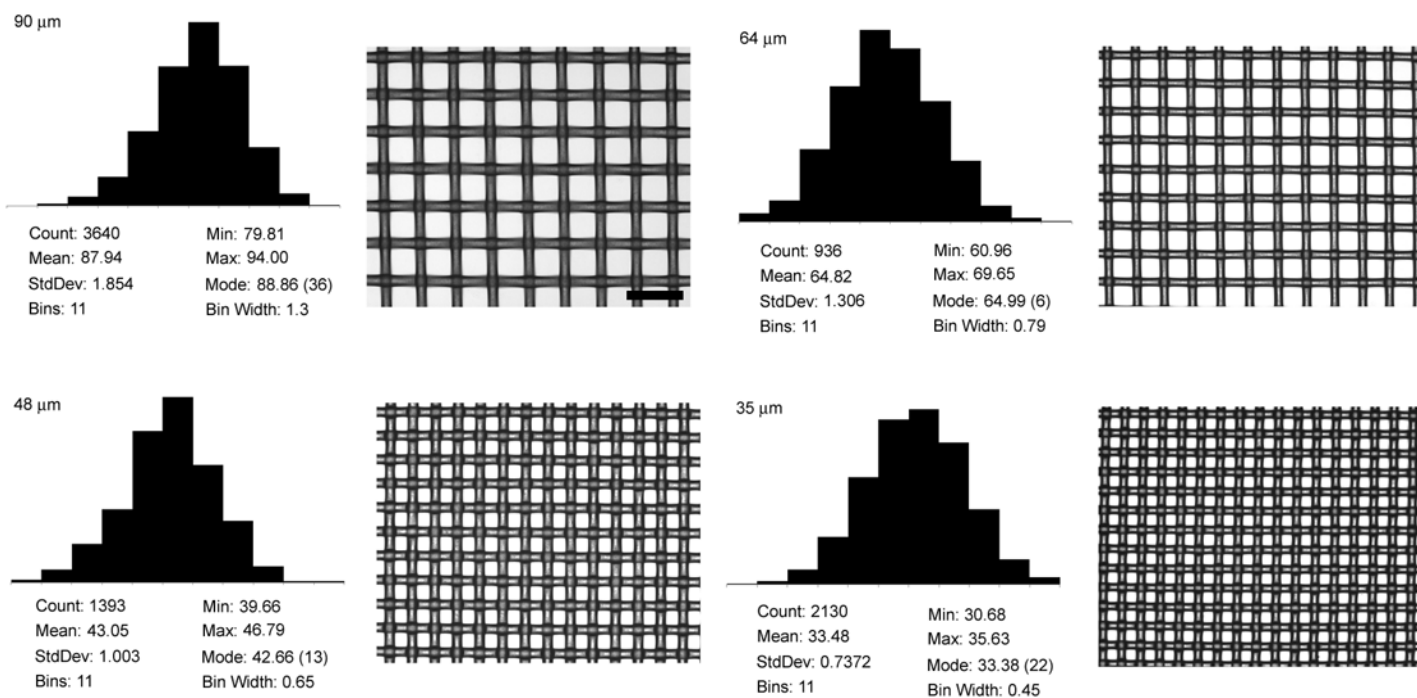 90 μm
Count: 3640 Min: 79.81
Mean: 87.94 Max: 94.00
StdDev: 1.854 Mode: 88.86 (36)
Bins: 11 Bin Width: 1.3
64 μm
Count: 936 Min: 60.96
Mean: 64.82 Max: 69.65
StdDev: 1.306 Mode: 64.99 (6)
Bins: 11 Bin Width: 0.79
48 μm
Count: 1393 Min: 39.66
Mean: 43.05 Max: 46.79
StdDev: 1.003 Mode: 42.66 (13)
Bins: 11 Bin Width: 0.65
35 μm
Count: 2130 Min: 30.68
Mean: 33.48 Max: 35.63
StdDev: 0.7372 Mode: 33.38 (22)
Bins: 11 Bin Width: 0.45